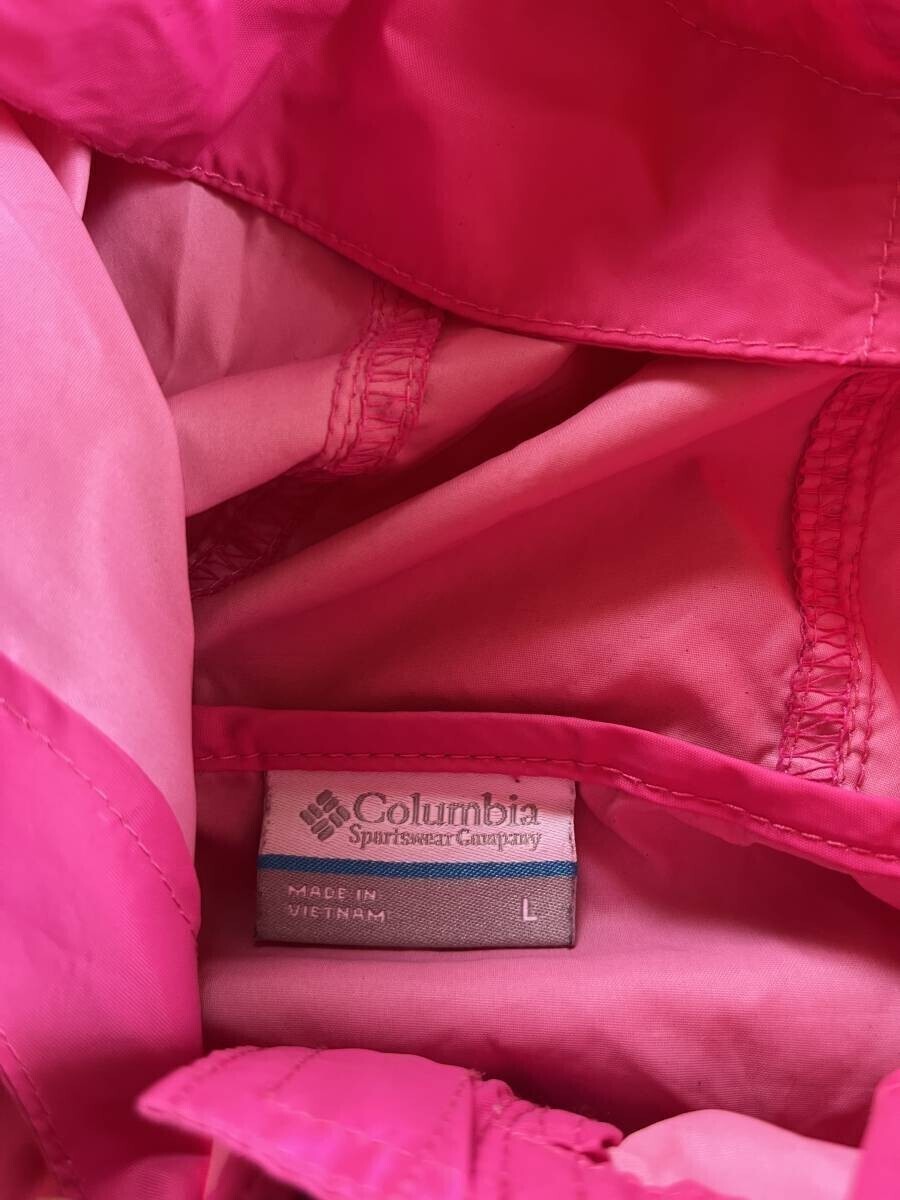 Columbia
Sportswear Company
MADE IN
VIETNAM
L